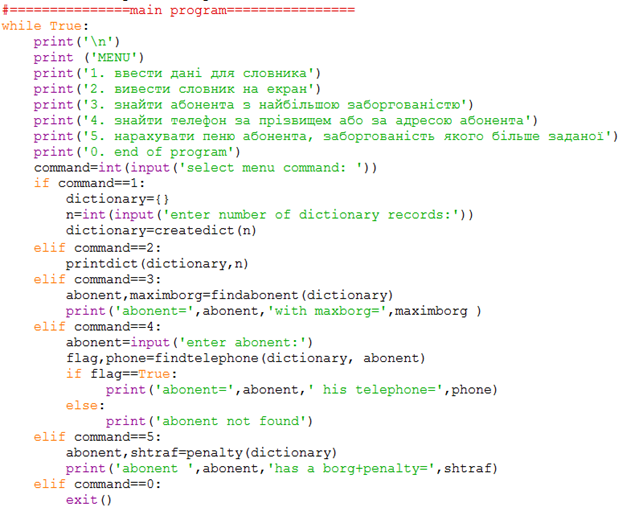 #===============main program================
while True:
    print('\n')
    print ('MENU')
    print('1. ввести дані для словника')
    print('2. вивести словник на екран')
    print('3. знайти абонента з найбільшою заборгованістю')
    print('4. знайти телефон за прізвищем або за адресою абонента')
    print('5. нарахувати пеню абонента, заборгованість якого більше заданої')
    print('0. end of program')
    command=int(input('select menu command: '))
    if command==1:
        dictionary={}
        n=int(input('enter number of dictionary records:'))
        dictionary=createdict(n)
    elif command==2:
        printdict(dictionary,n)
    elif command==3:
        abonent,maximborg=findabonent(dictionary)
        print('abonent=',abonent,'with maxborg=',maximborg )
    elif command==4:
        abonent=input('enter abonent:')
        flag,phone=findtelephone(dictionary, abonent)
        if flag==True:
             print('abonent=',abonent,' his telephone=',phone)
        else:
             print('abonent not found')
    elif command==5:
        abonent,shtraf=penalty(dictionary)
        print('abonent ',abonent,'has a borg+penalty=',shtraf)
    elif command==0:
        exit()